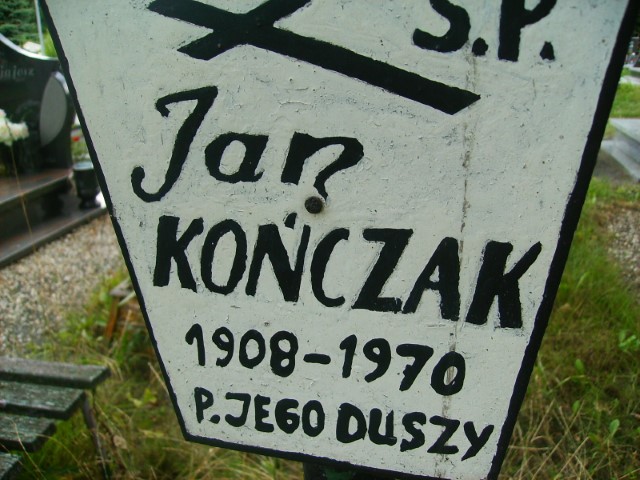 Ś.P.
Jan
KOŃCZAK
1908-1970
P.JEGO DUSZY